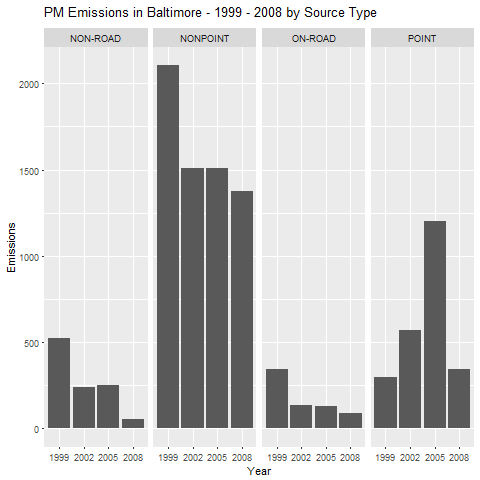 PM Emissions in Baltimore - 1999 - 2008 by Source Type
NON-ROAD NONPOINT ON-ROAD POINT
2000
1500
1000
500
0
Emissions
1999 2002 2005 2008 1999 2002 2005 2008 1999 2002 2005 2008 1999 2002 2005 2008
Year